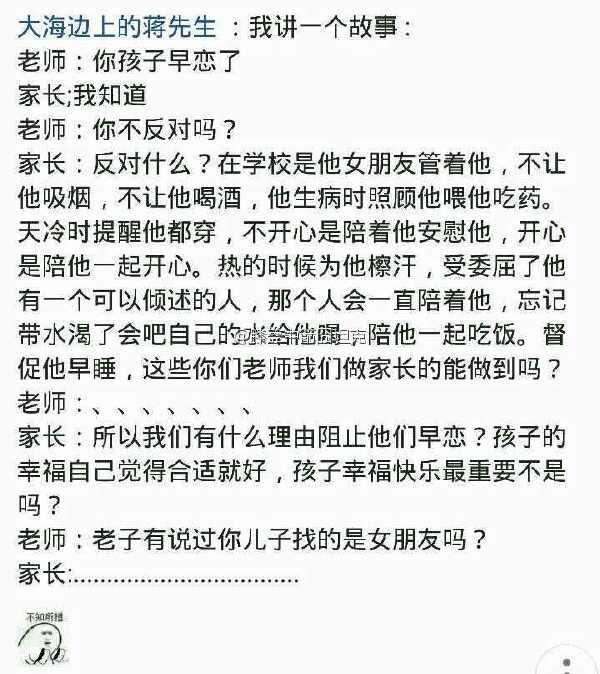 大海边上的蒋先生 ：我讲一个故事：
老师：你孩子早恋了
家长;我知道
老师：你不反对吗？
家长：反对什么？在学校是他女朋友管着他，不让
他吸烟，不让他喝酒，他生病时照顾他喂他吃药。
天冷时提醒他都穿，不开心是陪着他安慰他，开心
是陪他一起开心。热的时候为他檫汗，受委屈了他
有一个可以倾述的人，那个人会一直陪着他，忘记
带水渴了会吧自己的水给他喝。陪他一起吃饭。督
促他早睡，这些你们老师我们做家长的能做到吗？
老师：、、、、、、、
家长：所以我们有什么理由阻止他们早恋？孩子的
幸福自己觉得合适就好，孩子幸福快乐最重要不是
吗？
老师：老子有说过你儿子找的是女朋友吗？
家长:..................................
不知所措